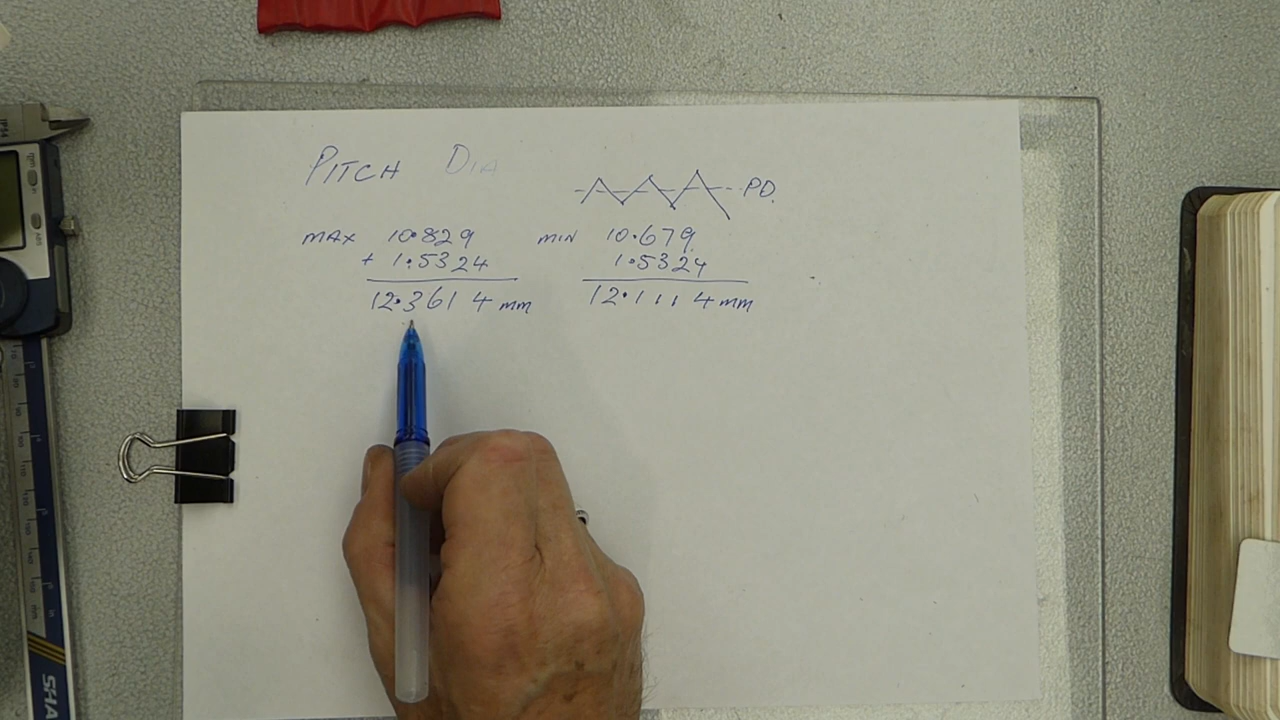 PITCH DIA
PD.
MAX 10.829 MIN 10.679
+ 1.5324 1.5324
12.3614 mm 12.1114 mm
SHA